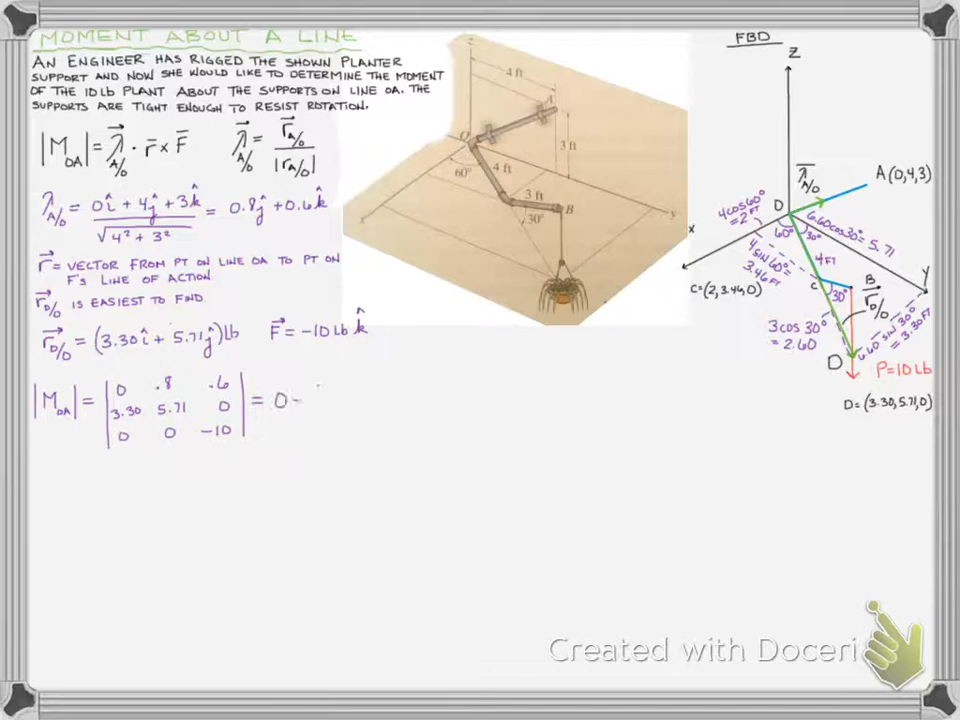 MOMENT ABOUT A LINE
AN ENGINEER HAS RIGGED THE SHOWN PLANTER
SUPPORT AND NOW SHE WOULD LIKE TO DETERMINE THE MOMENT
OF THE 10LB PLANT ABOUT THE SUPPORTS ON LINE OA. THE
SUPPORTS ARE TIGHT ENOUGH TO RESIST ROTATION.
|M_OA| = λ_A/O · r × F
λ_A/O = r_A/O / |r_A/O|
λ_A/O = 0i + 4j + 3k / √4² + 3² = 0.8j + 0.6k
r = VECTOR FROM PT ON LINE OA TO PT ON
F'S LINE OF ACTION.
r_D/O IS EASIEST TO FIND.
r_D/O = (3.30i + 5.71j) lb
F = -10 Lb k
|M_OA| = | 0 .8 .6 | = 0 -
3.30 5.71 0
0 0 -10
z
4 ft
A
O
3 ft
60°
4 ft
3 ft
30°
B
x
y
FBD
Z
λ_A/O
A (0,4,3)
O
4cos60°
= 2 FT
6.60cos30° = 5.71
X
60°
30°
4 sin 60° =
3.46 FT
4 FT
Y
C = (2, 3.46, 0)
C
30°
B
r_D/O
3 cos 30°
= 2.60
6.60 sin 30°
= 3.30 FT
D
P = 10 Lb
D = (3.30, 5.71, 0)
Created with Doceri